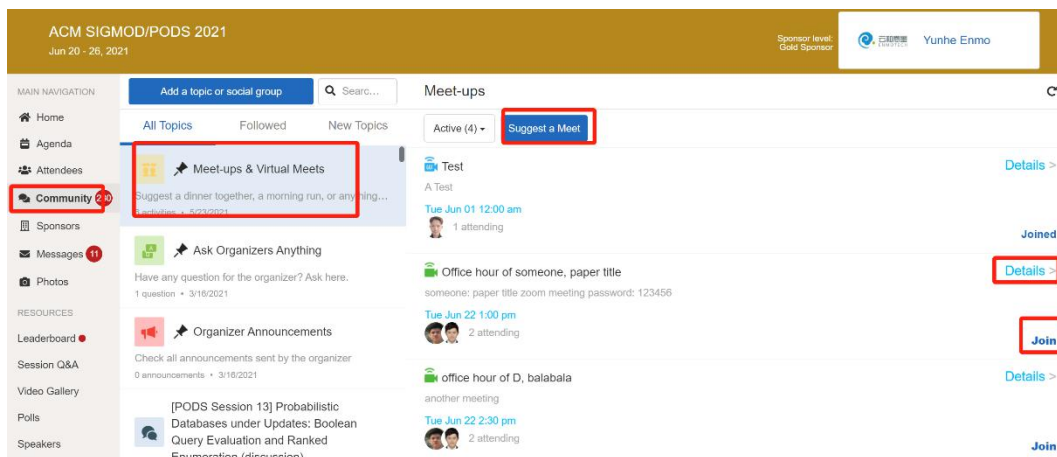 ACM SIGMOD/PODS 2021
Jun 20 - 26, 2021
Sponsor level:
Gold Sponsor
ENMOTECH
Yunhe Enmo
MAIN NAVIGATION
Home
Agenda
Attendees
Community
Sponsors
Messages 11
Photos
RESOURCES
Leaderboard
Session Q&A
Video Gallery
Polls
Speakers
Add a topic or social group
Searc...
All Topics Followed New Topics
Meet-ups & Virtual Meets
Suggest a dinner together, a morning run, or anything...
activities • 5/23/2021
Ask Organizers Anything
Have any question for the organizer? Ask here.
1 question • 3/16/2021
Organizer Announcements
Check all announcements sent by the organizer
0 announcements • 3/16/2021
[PODS Session 13] Probabilistic
Databases under Updates: Boolean
Query Evaluation and Ranked
Enumeration (discussion)
Meet-ups
Active (4)
Suggest a Meet
Test
Details >
A Test
Tue Jun 01 12:00 am
1 attending
Joined
Office hour of someone, paper title
Details >
someone: paper title zoom meeting password: 123456
Tue Jun 22 1:00 pm
2 attending
Join
office hour of D, balabala
Details >
another meeting
Tue Jun 22 2:30 pm
2 attending
Join